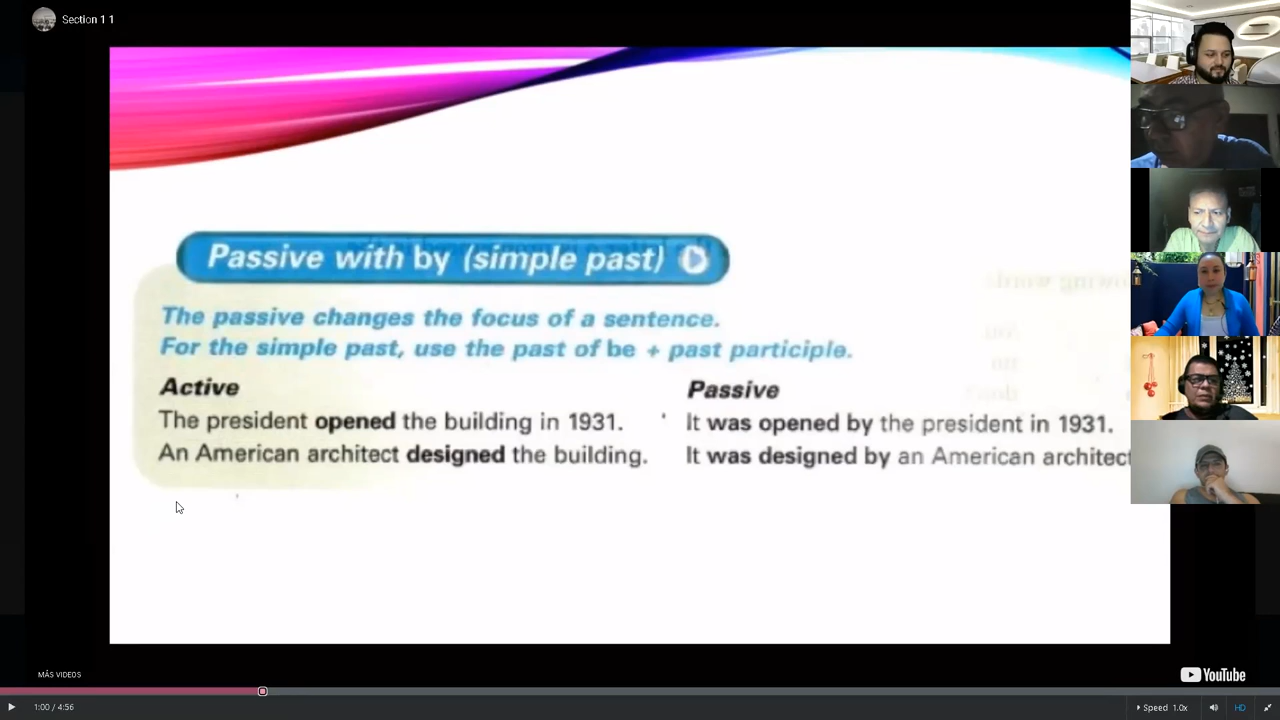 Section 1 1
Passive with by (simple past)
The passive changes the focus of a sentence.
For the simple past, use the past of be + past participle.
Active
Passive
The president opened the building in 1931.
It was opened by the president in 1931.
An American architect designed the building.
It was designed by an American architect
MÁS VIDEOS
YouTube
1:00 / 4:56
Speed 1.0x
HD